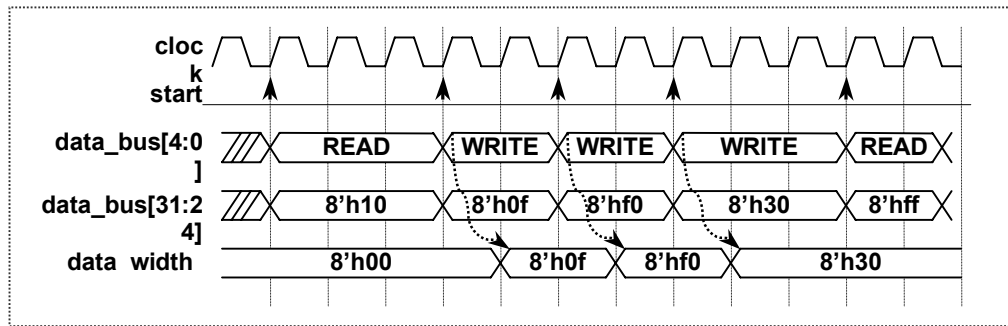 cloc
k
start
data_bus[4:0
]
READ WRITE WRITE WRITE READ
data_bus[31:2
4]
8'h10 8'h0f 8'hf0 8'h30 8'hff
data width
8'h00 8'h0f 8'hf0 8'h30